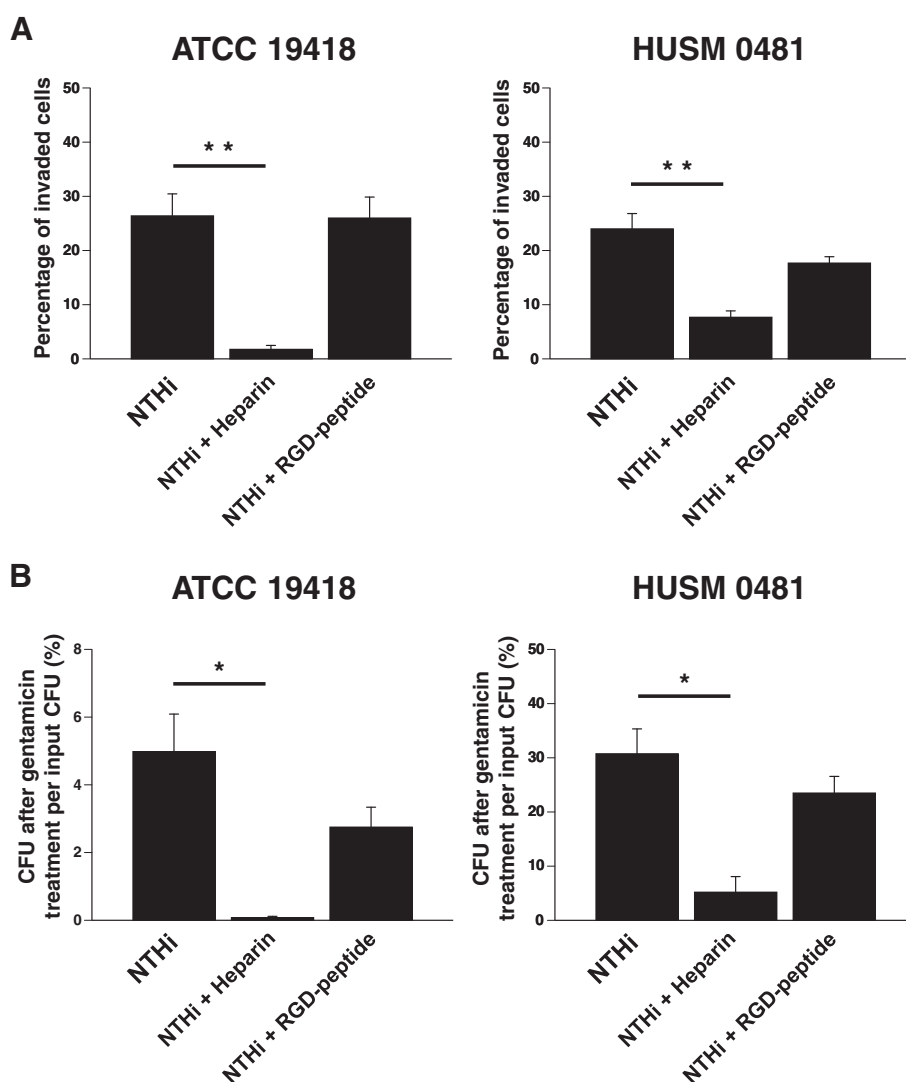 A
ATCC 19418
HUSM 0481
Percentage of invaded cells
50
40
30
20
10
0
* *
NTHi
NTHi + Heparin
NTHi + RGD-peptide
Percentage of invaded cells
50
40
30
20
10
0
* *
NTHi
NTHi + Heparin
NTHi + RGD-peptide
B
ATCC 19418
HUSM 0481
CFU after gentamicin
treatment per input CFU (%)
8
6
4
2
0
*
NTHi
NTHi + Heparin
NTHi + RGD-peptide
CFU after gentamicin
treatment per input CFU (%)
50
40
30
20
10
0
*
NTHi
NTHi + Heparin
NTHi + RGD-peptide